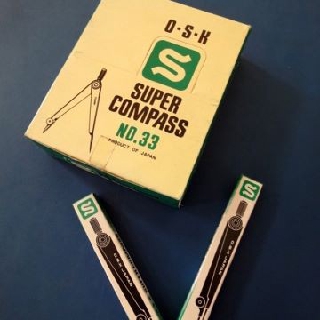 O·S·K
S
SUPER
COMPASS
NO. 33
PRODUCT OF JAPAN
S
S